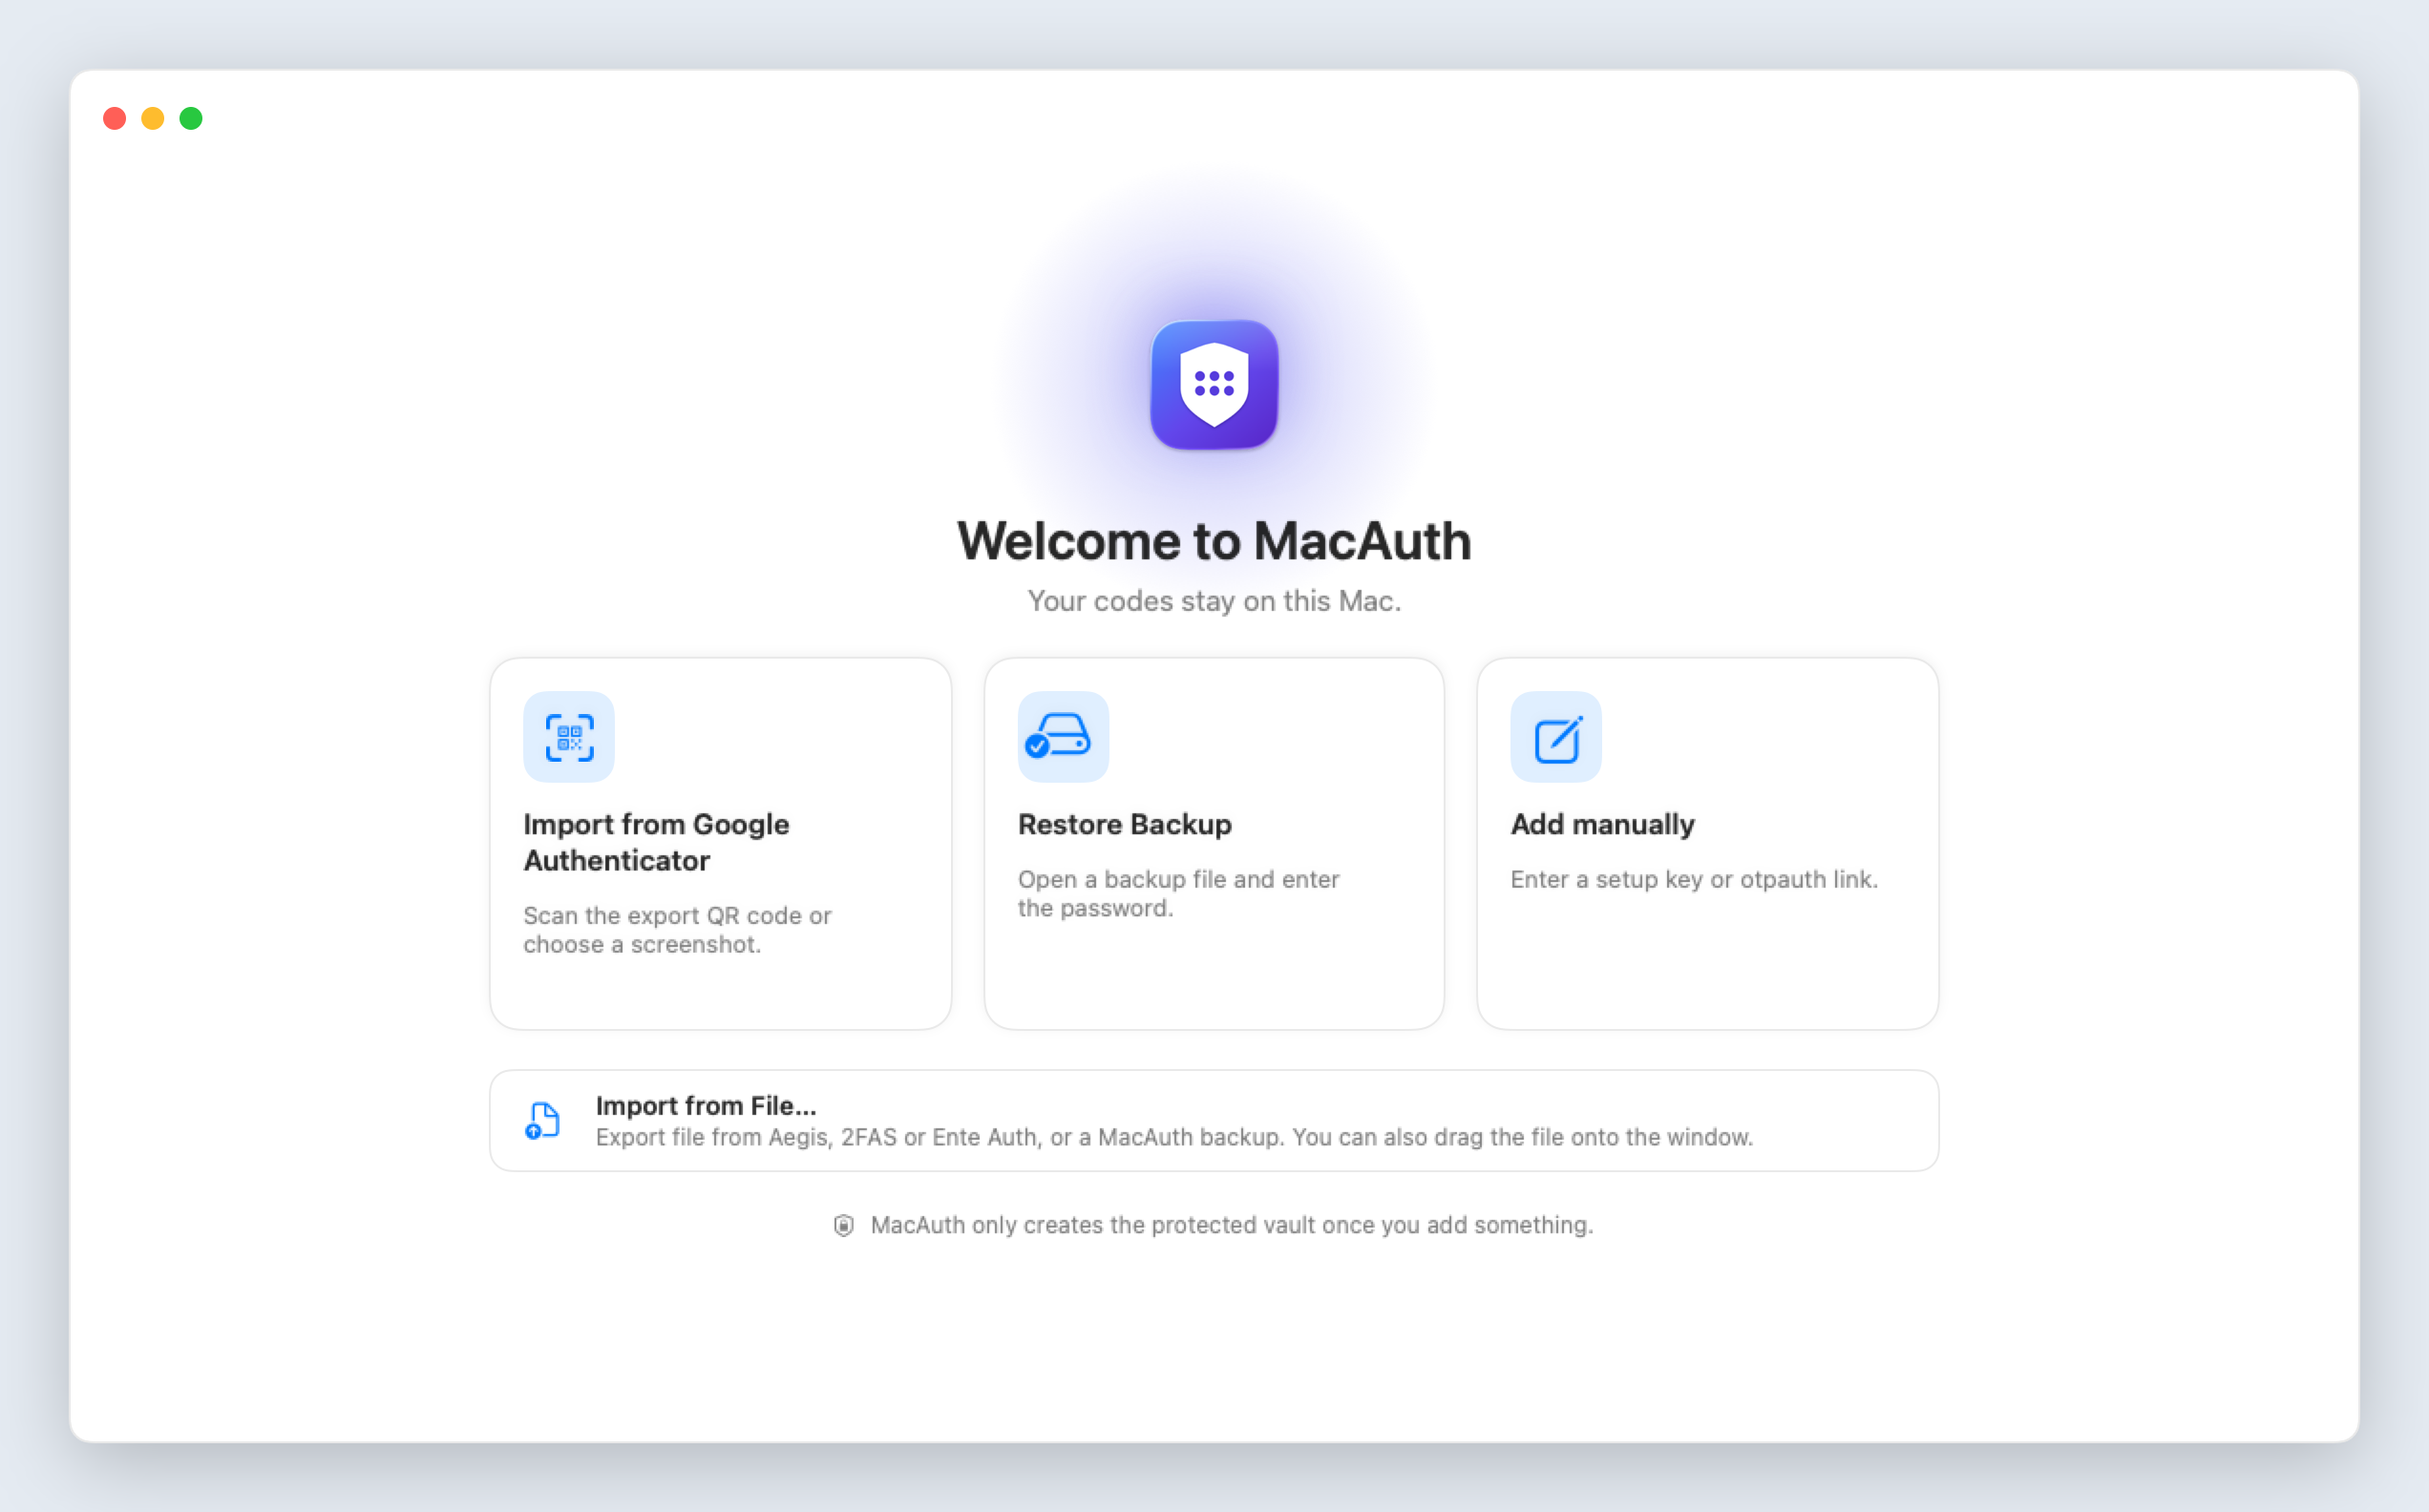 Welcome to MacAuth
Your codes stay on this Mac.
Import from Google
Authenticator
Scan the export QR code or
choose a screenshot.
Restore Backup
Open a backup file and enter
the password.
Add manually
Enter a setup key or otpauth link.
Import from File...
Export file from Aegis, 2FAS or Ente Auth, or a MacAuth backup. You can also drag the file onto the window.
MacAuth only creates the protected vault once you add something.